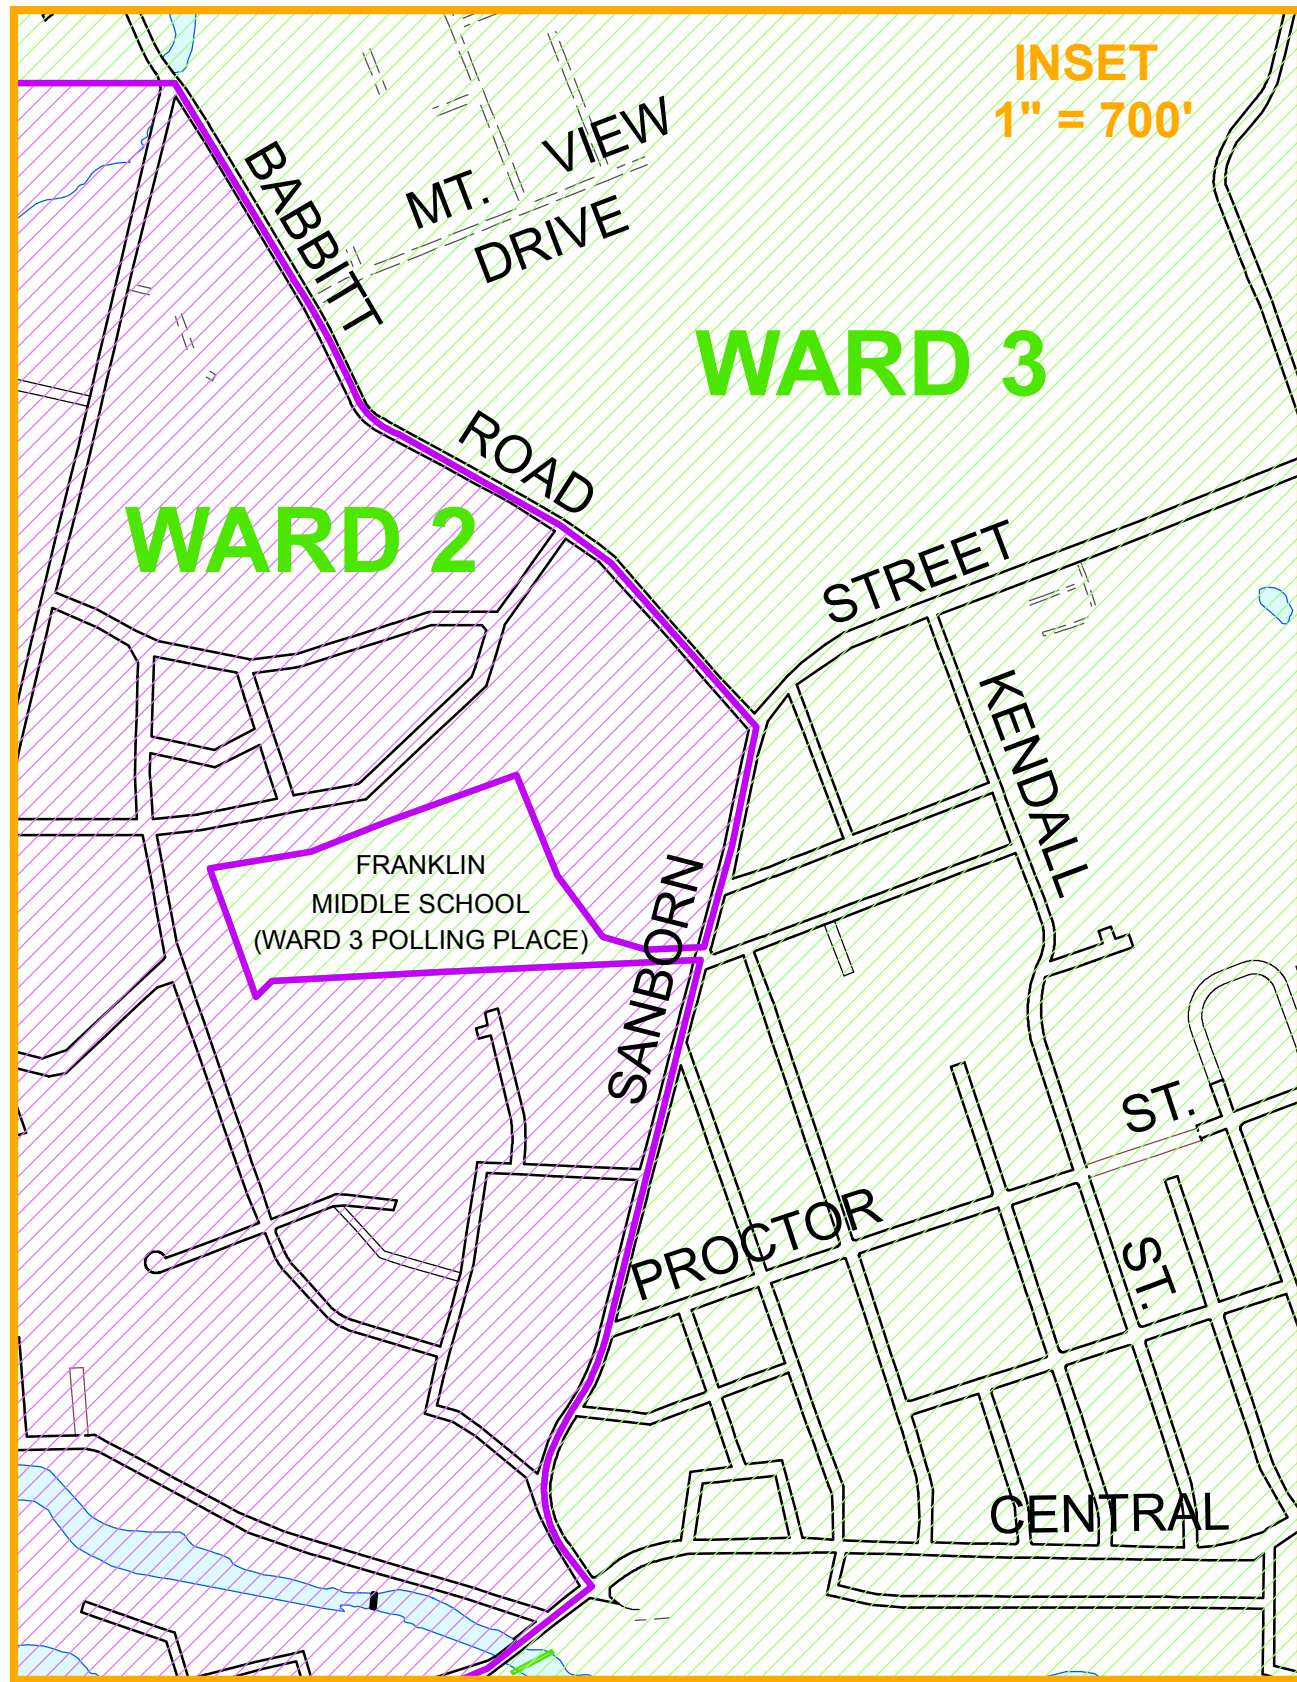 INSET
1" = 700'
BABBITT
MT. VIEW
DRIVE
WARD 3
ROAD
WARD 2
STREET
KENDALL
FRANKLIN
MIDDLE SCHOOL
(WARD 3 POLLING PLACE)
SANBORN
ST.
PROCTOR
ST.
CENTRAL